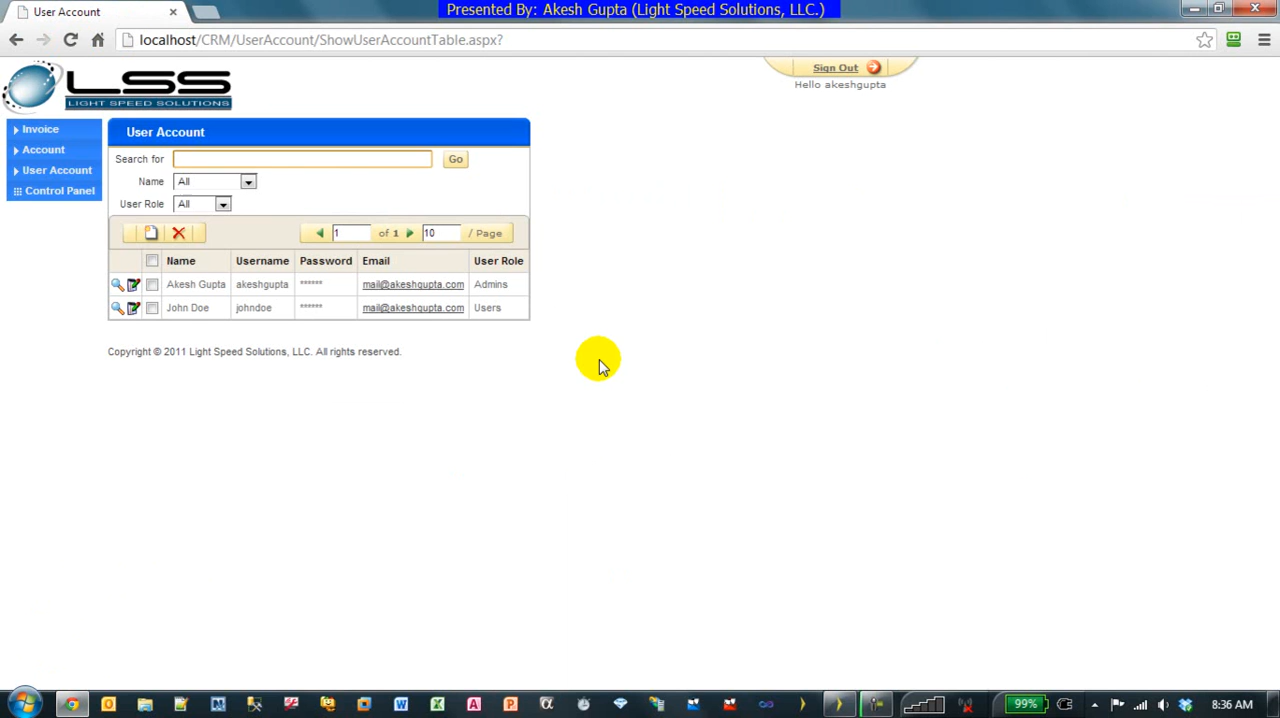 User Account
Presented By: Akesh Gupta (Light Speed Solutions, LLC.)
localhost/CRM/UserAccount/ShowUserAccountTable.aspx?
LSS
LIGHT SPEED SOLUTIONS
Sign Out
Hello akeshgupta
Invoice
Account
User Account
Control Panel
User Account
Search for
Go
Name All
User Role All
1 of 1 10 / Page
Name Username Password Email User Role
Akesh Gupta akeshgupta ****** mail@akeshgupta.com Admins
John Doe johndoe ****** mail@akeshgupta.com Users
Copyright © 2011 Light Speed Solutions, LLC. All rights reserved.
99%
8:36 AM